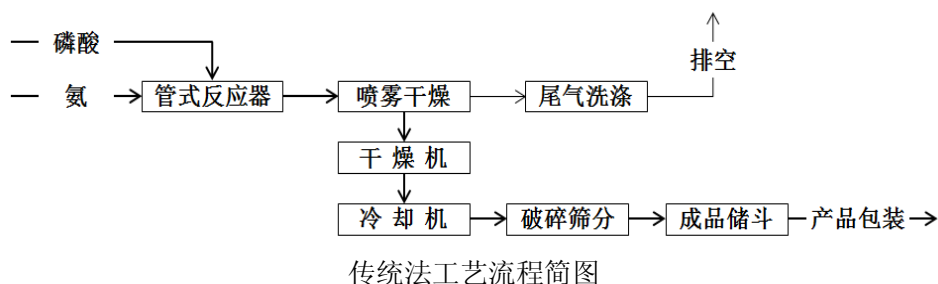 磷酸
排空
氨
管式反应器
喷雾干燥
尾气洗涤
干燥机
冷却机
破碎筛分
成品储斗
产品包装
传统法工艺流程简图